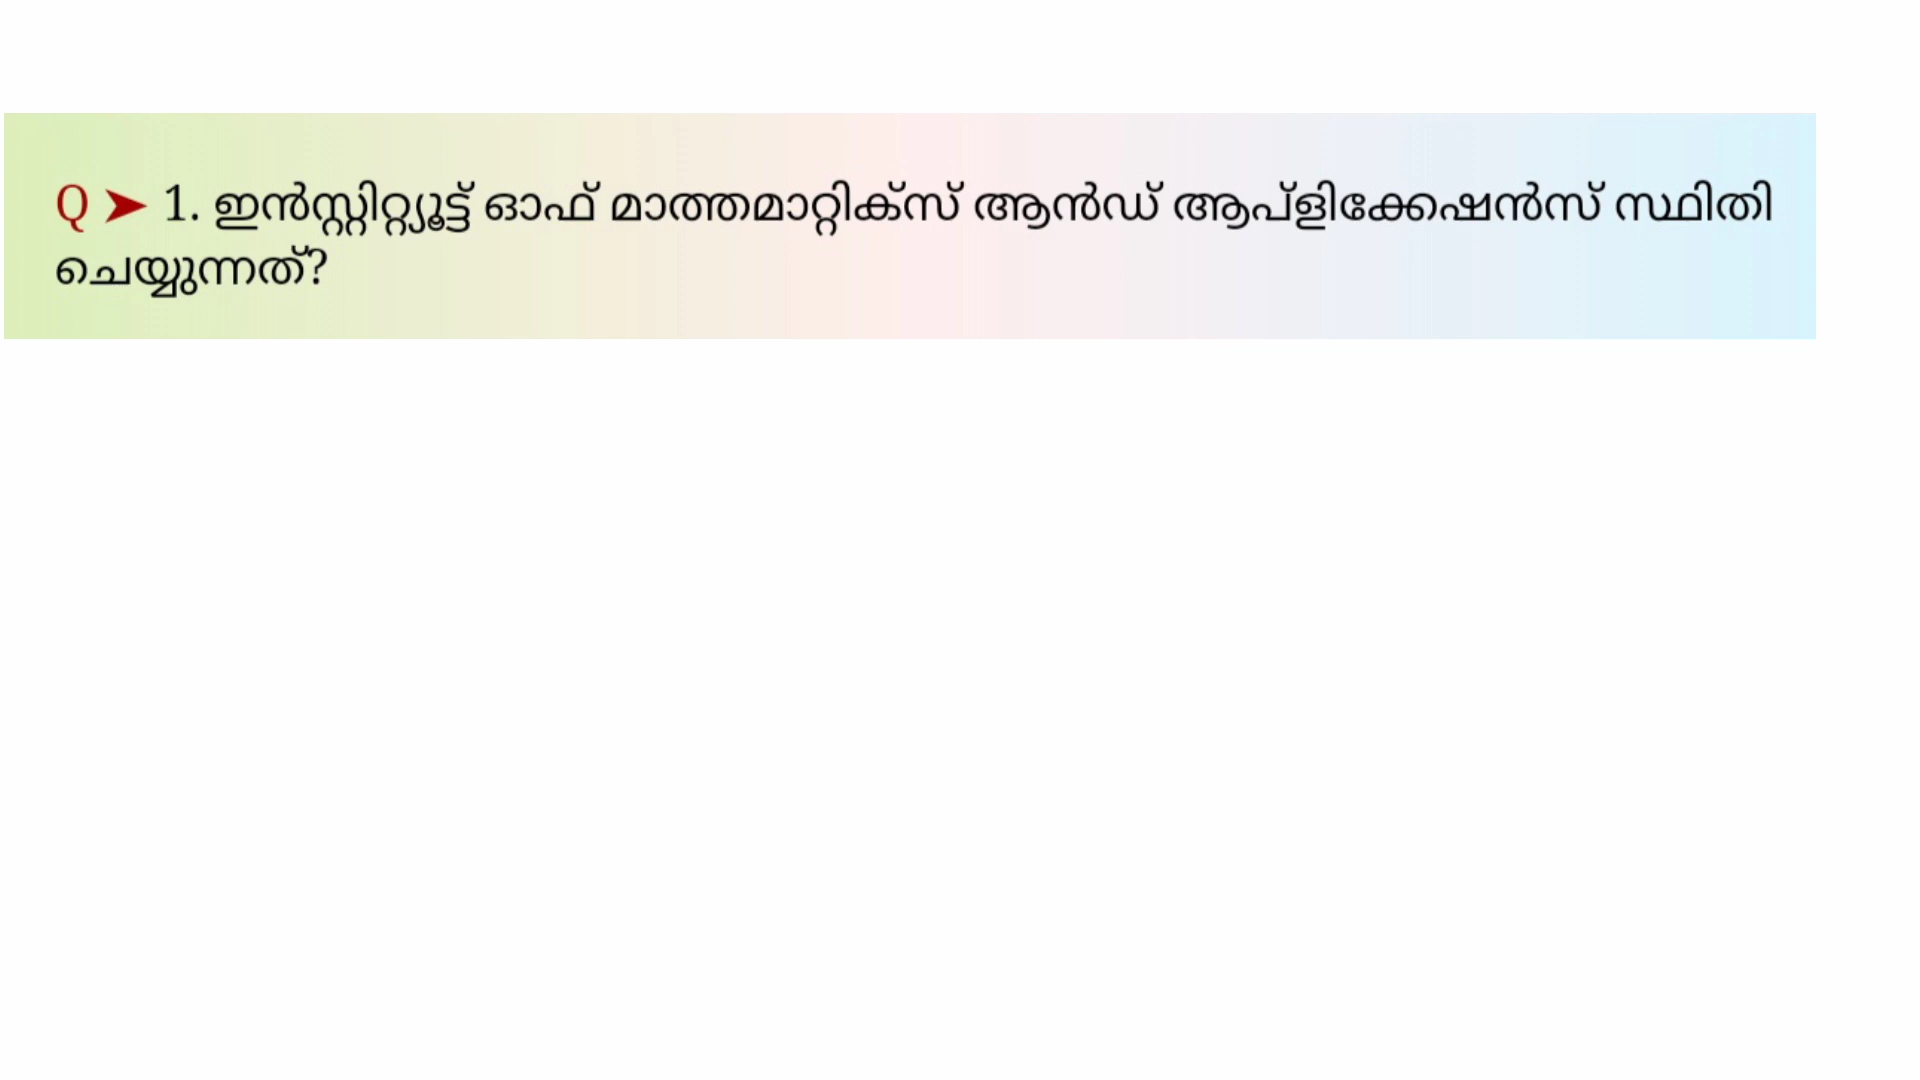 Q ➤ 1. ഇൻസ്റ്റിറ്റ്യൂട്ട് ഓഫ് മാത്തമാറ്റിക്സ് ആൻഡ് ആപ്ളിക്കേഷൻസ് സ്ഥിതി
ചെയ്യുന്നത്?